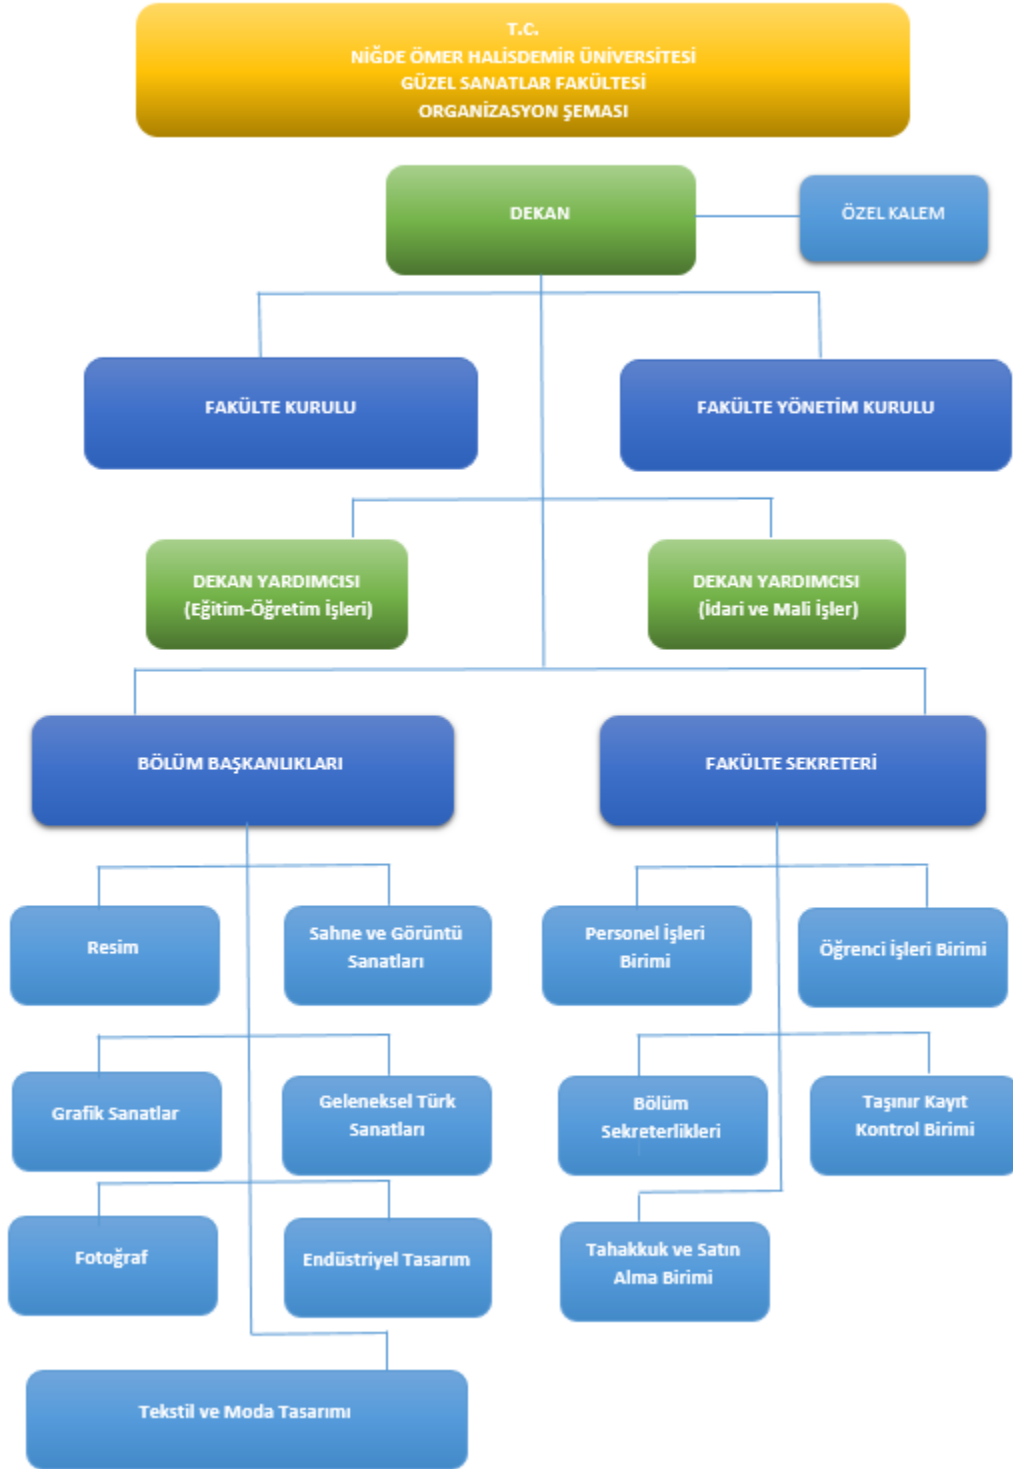 T.C.
NİĞDE ÖMER HALİSDEMİR ÜNİVERSİTESİ
GÜZEL SANATLAR FAKÜLTESİ
ORGANİZASYON ŞEMASI
DEKAN
ÖZEL KALEM
FAKÜLTE KURULU
FAKÜLTE YÖNETİM KURULU
DEKAN YARDIMCISI
(Eğitim-Öğretim İşleri)
DEKAN YARDIMCISI
(İdari ve Mali İşler)
BÖLÜM BAŞKANLIKLARI
FAKÜLTE SEKRETERİ
Resim
Sahne ve Görüntü
Sanatları
Personel İşleri
Birimi
Öğrenci İşleri Birimi
Grafik Sanatlar
Geleneksel Türk
Sanatları
Bölüm
Sekreterlikleri
Taşınır Kayıt
Kontrol Birimi
Fotoğraf
Endüstriyel Tasarım
Tahakkuk ve Satın
Alma Birimi
Tekstil ve Moda Tasarımı